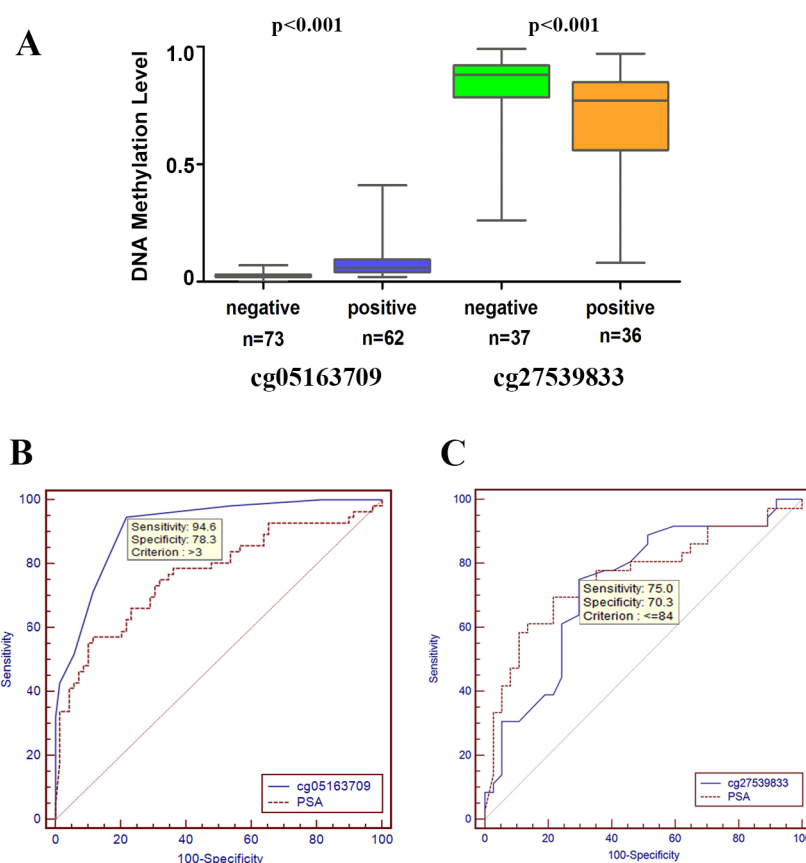 A
p<0.001 p<0.001
DNA Methylation Level
1.0
0.5
0
negative positive negative positive
n=73 n=62 n=37 n=36
cg05163709 cg27539833
B
100
80
60
40
20
0
Sensitivity
Sensitivity: 94.6
Specificity: 78.3
Criterion : >3
cg05163709
PSA
0 20 40 60 80 100
100-Specificity
C
100
80
60
40
20
0
Sensitivity
Sensitivity: 75.0
Specificity: 70.3
Criterion : <=84
cg27539833
PSA
0 20 40 60 80 100
100-Specificity